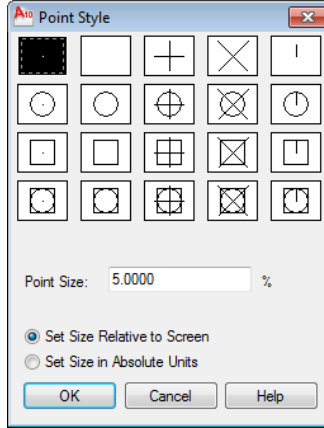 A10 Point Style
Point Size: 5.0000 %
Set Size Relative to Screen
Set Size in Absolute Units
OK Cancel Help